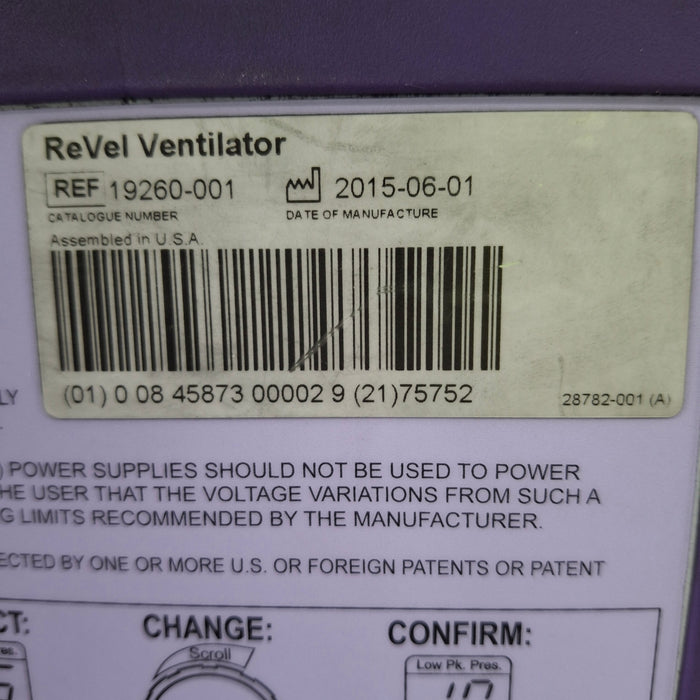 ReVel Ventilator
REF 19260-001 2015-06-01
CATALOGUE NUMBER DATE OF MANUFACTURE
Assembled in U.S.A.
(01) 0 08 45873 00002 9 (21)75752
28782-001 (A)
LY
) POWER SUPPLIES SHOULD NOT BE USED TO POWER
HE USER THAT THE VOLTAGE VARIATIONS FROM SUCH A
G LIMITS RECOMMENDED BY THE MANUFACTURER.
ECTED BY ONE OR MORE U.S. OR FOREIGN PATENTS OR PATENT
CT: CHANGE: CONFIRM:
Scroll
Low Pk. Pres.